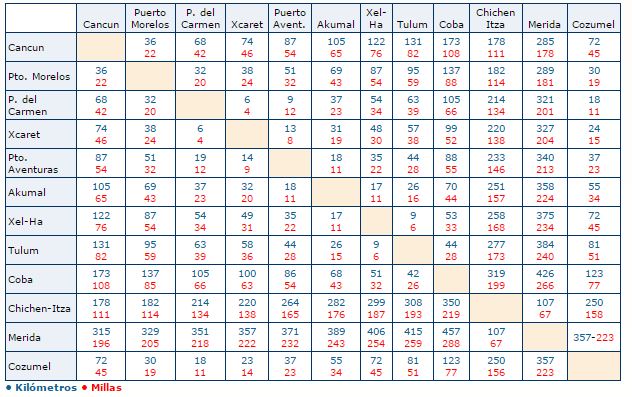 Cancun Puerto Morelos P. del Carmen Xcaret Puerto Avent. Akumal Xel-Ha Tulum Coba Chichen Itza Merida Cozumel
Cancun 36 68 74 87 105 122 131 173 178 285 72
22 42 46 54 65 76 82 108 111 178 45
Pto. Morelos 36 32 38 51 69 87 95 137 182 289 30
22 20 24 32 43 54 59 88 114 181 19
P. del Carmen 68 32 6 9 37 54 63 105 214 321 18
42 20 4 12 23 34 39 66 134 201 11
Xcaret 74 38 6 13 31 48 57 99 220 327 24
46 24 4 8 19 30 38 52 138 204 15
Pto. Aventuras 87 51 19 14 18 35 44 88 233 340 37
54 32 12 9 11 22 28 55 146 213 23
Akumal 105 69 37 32 18 17 26 70 251 358 55
65 43 23 20 11 11 16 44 157 224 34
Xel-Ha 122 87 54 49 35 17 9 53 268 375 72
76 54 34 31 22 11 6 33 168 234 45
Tulum 131 95 63 58 44 26 9 44 277 384 81
82 59 39 36 28 15 6 28 173 240 51
Coba 173 137 105 100 86 68 51 42 319 426 123
108 85 66 63 54 43 32 26 199 266 77
Chichen-Itza 178 182 214 220 264 282 299 308 350 107 250
111 114 134 138 165 176 187 193 219 67 158
Merida 315 329 351 357 371 389 406 415 457 107 357-223
196 205 218 222 232 243 254 259 288 67
Cozumel 72 30 18 23 37 55 72 81 123 250 357
45 19 11 14 23 34 45 51 77 156 223
• Kilómetros • Millas